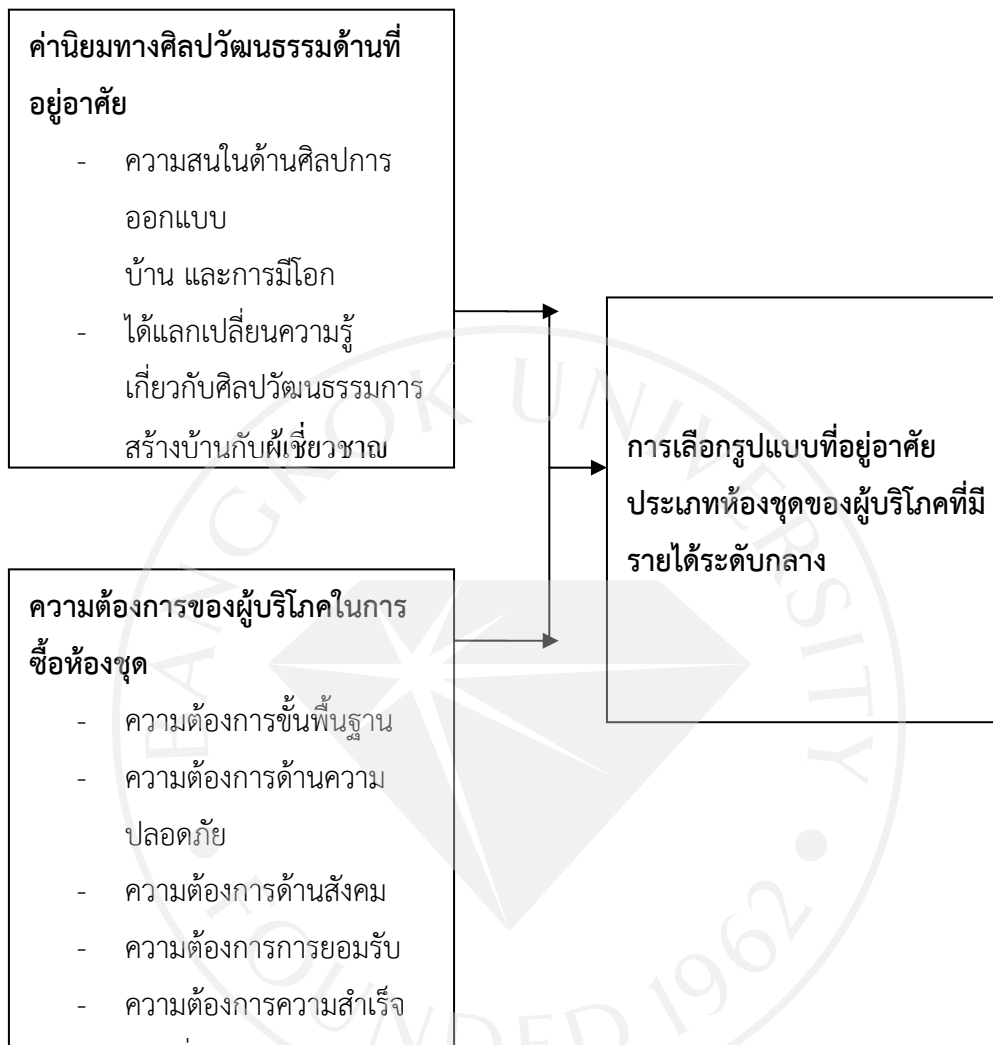 ค่านิยมทางศิลปวัฒนธรรมด้านที่
อยู่อาศัย
- ความสนในด้านศิลปการ
ออกแบบ
บ้าน และการมีโอก
- ได้แลกเปลี่ยนความรู้
เกี่ยวกับศิลปวัฒนธรรมการ
สร้างบ้านกับผู้เชี่ยวชาญ
การเลือกรูปแบบที่อยู่อาศัย
ประเภทห้องชุดของผู้บริโภคที่มี
รายได้ระดับกลาง
ความต้องการของผู้บริโภคในการ
ซื้อห้องชุด
- ความต้องการขั้นพื้นฐาน
- ความต้องการด้านความ
ปลอดภัย
- ความต้องการด้านสังคม
- ความต้องการการยอมรับ
- ความต้องการความสำเร็จ
BANGKOK UNIVERSITY
FOUNDED 1962